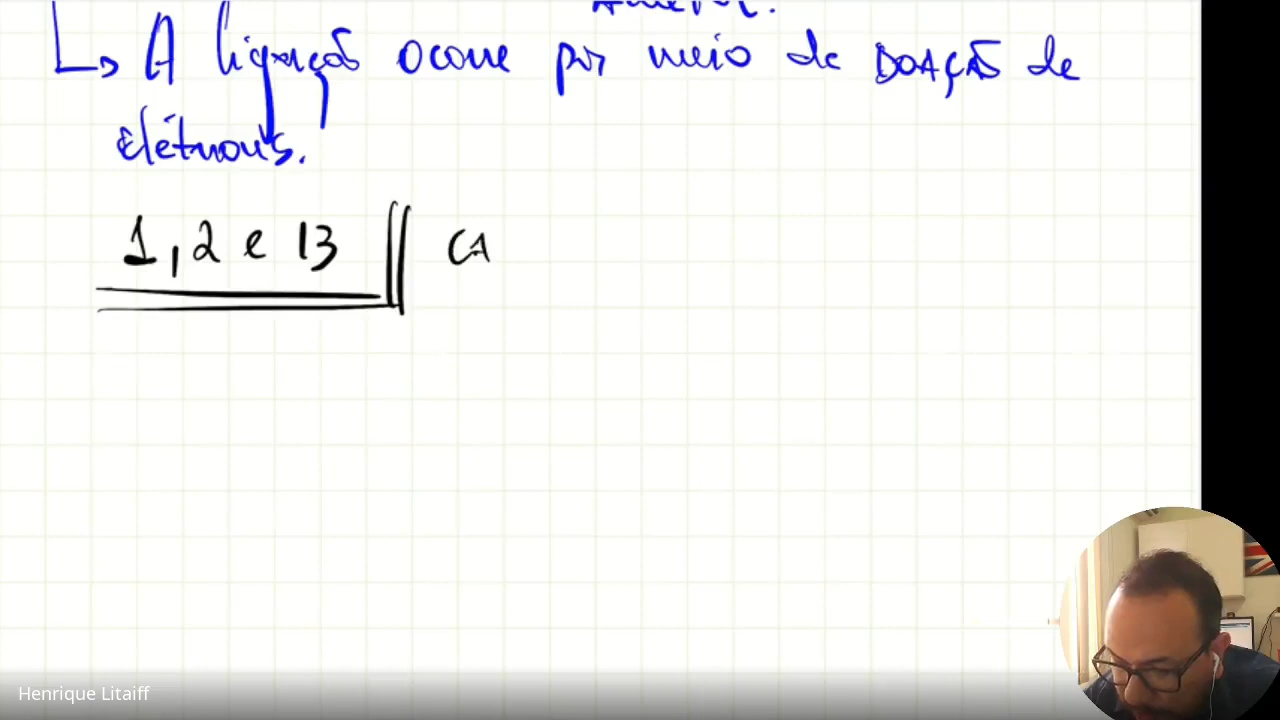 ↳ A ligação ocorre por meio de DOAÇÃO de
elétrons.
1, 2 e 13 || CA
Henrique Litaiff